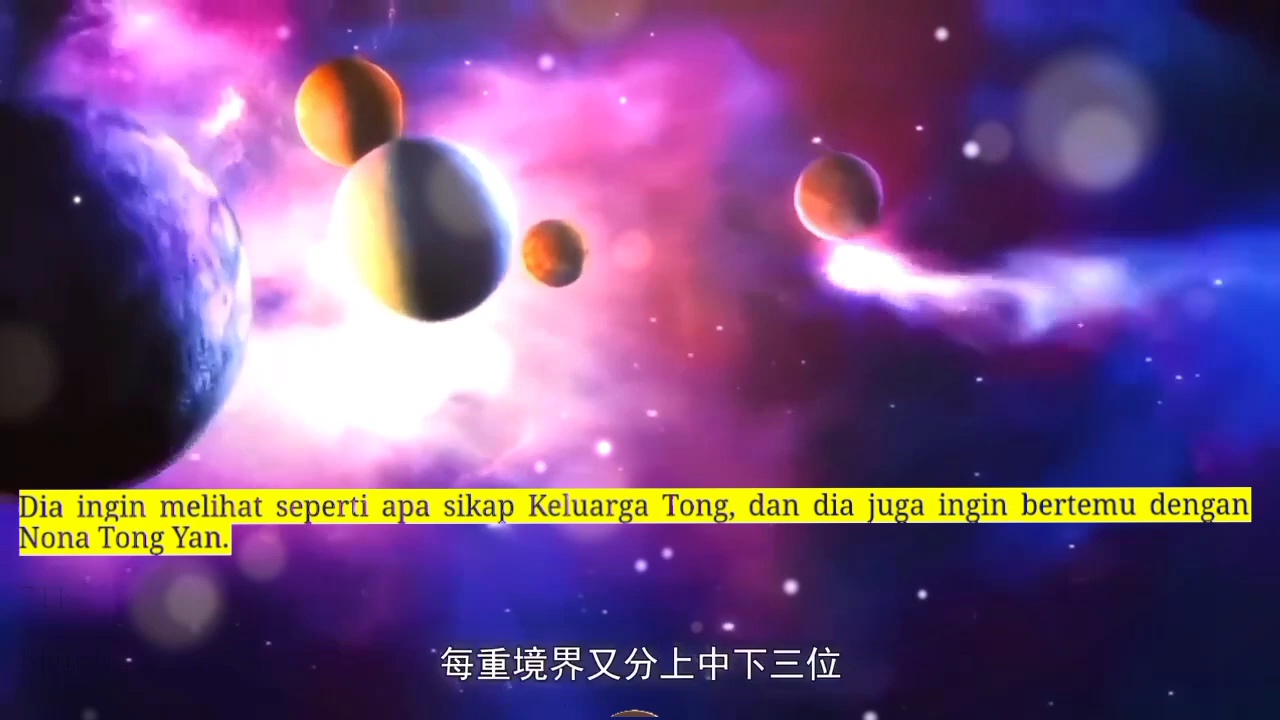 Dia ingin melihat seperti apa sikap Keluarga Tong, dan dia juga ingin bertemu dengan
Nona Tong Yan.
每重境界又分上中下三位